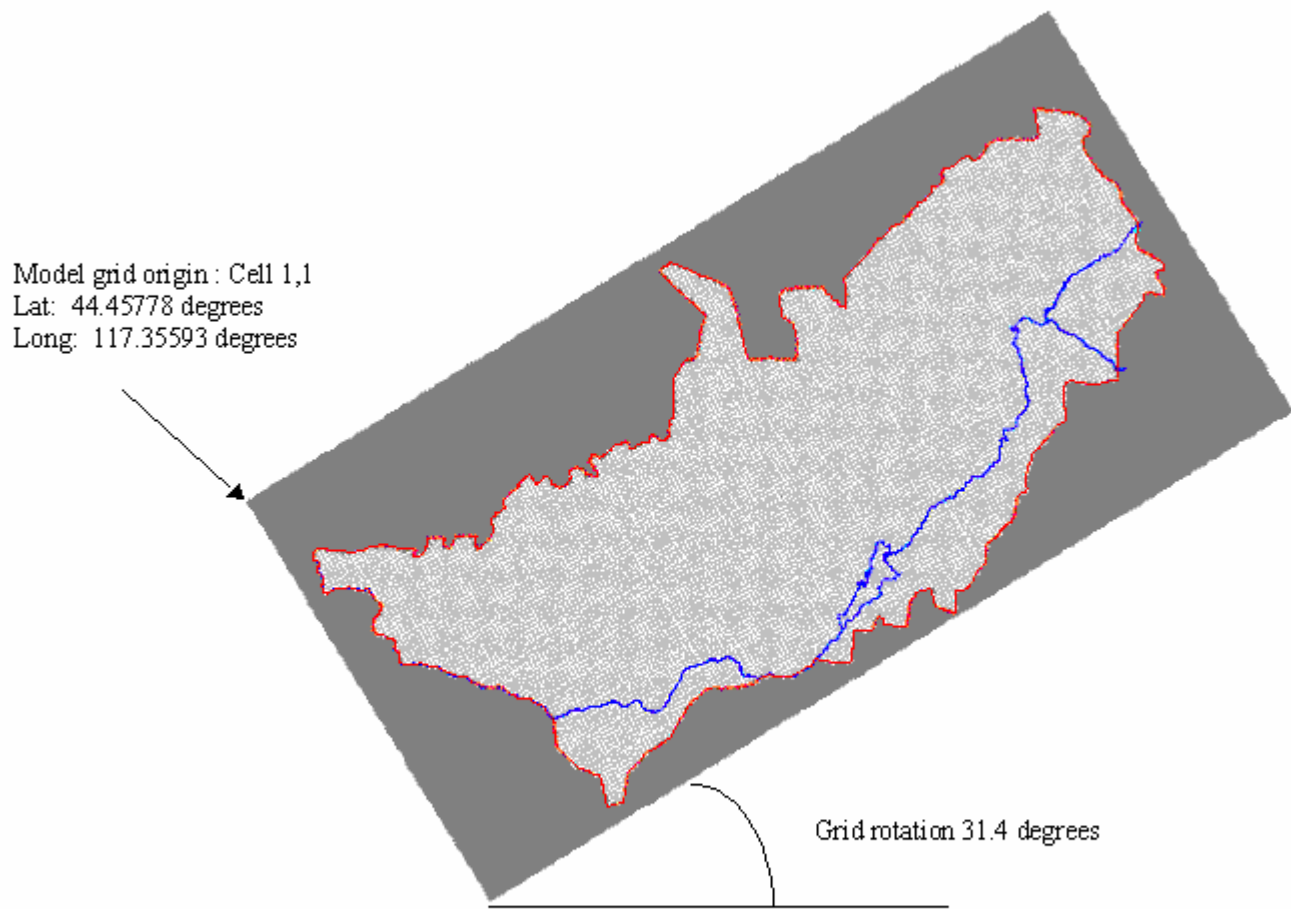 Model grid origin : Cell 1,1
Lat: 44.45778 degrees
Long: 117.35593 degrees
Grid rotation 31.4 degrees